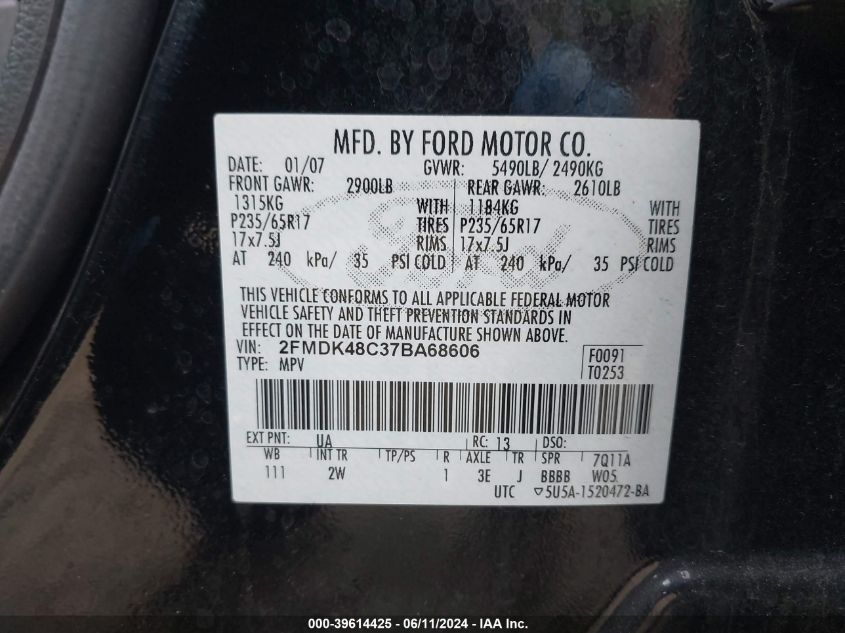 MFD. BY FORD MOTOR CO.
DATE: 01/07 GVWR: 5490LB/ 2490KG
FRONT GAWR: 2900LB REAR GAWR: 2610LB
1315KG WITH 1184KG WITH
P235/65R17 TIRES P235/65R17 TIRES
17x7.5J RIMS 17x7.5J RIMS
AT 240 kPa/ 35 PSI COLD AT 240 kPa/ 35 PSI COLD
Ford
THIS VEHICLE CONFORMS TO ALL APPLICABLE FEDERAL MOTOR
VEHICLE SAFETY AND THEFT PREVENTION STANDARDS IN
EFFECT ON THE DATE OF MANUFACTURE SHOWN ABOVE.
VIN: 2FMDK48C37BA68606 F0091
TYPE: MPV T0253
EXT PNT: UA RC: 13 DSO:
WB INT TR TP/PS R AXLE TR SPR 7Q11A
111 2W 1 3E J BBBB W05
UTC ▽5U5A-1520472-BA
000-39614425 - 06/11/2024 - IAA Inc.